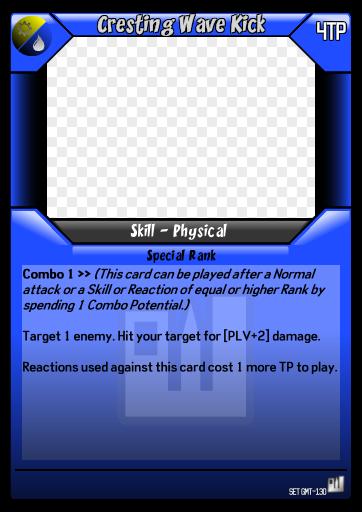 Cresting Wave Kick
4TP
Skill - Physical
Special Rank
Combo 1 >> (This card can be played after a Normal
attack or a Skill or Reaction of equal or higher Rank by
spending 1 Combo Potential.)
Target 1 enemy. Hit your target for [PLV+2] damage.
Reactions used against this card cost 1 more TP to play.
SET GMT-130